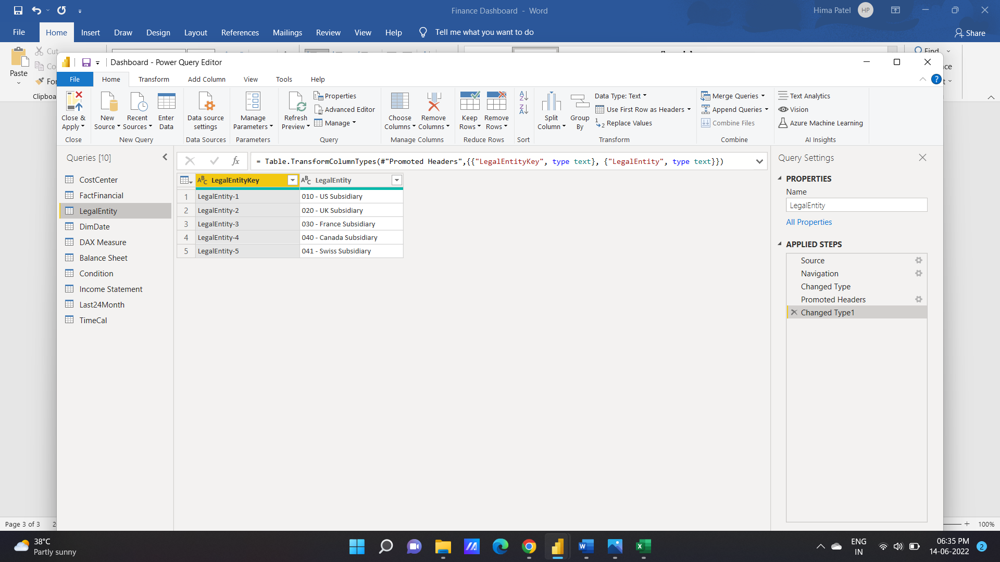 Finance Dashboard - Word
Hima Patel HP
File Home Insert Draw Design Layout References Mailings Review View Help Tell me what you want to do Share
Paste
Cut
Clipboa
Find
Dashboard - Power Query Editor
File Home Transform Add Column View Tools Help ?
Close & Apply
New Source
Recent Sources
Enter Data
Data source settings
Manage Parameters
Refresh Preview
Properties
Advanced Editor
Manage
Choose Columns
Remove Columns
Keep Rows
Remove Rows
Split Column
Group By
Data Type: Text
Use First Row as Headers
Replace Values
Merge Queries
Append Queries
Combine Files
Text Analytics
Vision
Azure Machine Learning
Close New Query Data Sources Parameters Query Manage Columns Reduce Rows Sort Transform Combine AI Insights
Queries [10]
CostCenter
FactFinancial
LegalEntity
DimDate
DAX Measure
Balance Sheet
Condition
Income Statement
Last24Month
TimeCal
fx = Table.TransformColumnTypes(#"Promoted Headers",{{"LegalEntityKey", type text}, {"LegalEntity", type text}})
LegalEntityKey LegalEntity
1 LegalEntity-1 010 - US Subsidiary
2 LegalEntity-2 020 - UK Subsidiary
3 LegalEntity-3 030 - France Subsidiary
4 LegalEntity-4 040 - Canada Subsidiary
5 LegalEntity-5 041 - Swiss Subsidiary
Query Settings
PROPERTIES
Name
LegalEntity
All Properties
APPLIED STEPS
Source
Navigation
Changed Type
Promoted Headers
Changed Type1
Page 3 of 3
100%
38°C
Partly sunny
ENG
IN
06:35 PM
14-06-2022
2